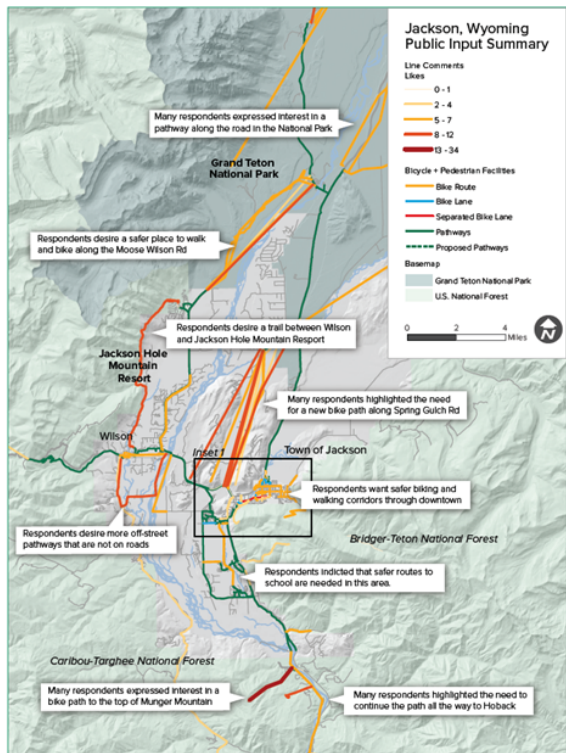 Jackson, Wyoming
Public Input Summary
Line Comments
Likes
0 - 1
2 - 4
5 - 7
8 - 12
13 - 34
Bicycle + Pedestrian Facilities
Bike Route
Bike Lane
Separated Bike Lane
Pathways
Proposed Pathways
Basemap
Grand Teton National Park
U.S. National Forest
0 2 4
Miles
N
Many respondents expressed interest in a
pathway along the road in the National Park
Grand Teton
National Park
Respondents desire a safer place to walk
and bike along the Moose Wilson Rd
Respondents desire a trail between Wilson
and Jackson Hole Mountain Resport
Jackson Hole
Mountain
Resort
Many respondents highlighted the need
for a new bike path along Spring Gulch Rd
Wilson
Inset 1
Town of Jackson
Respondents want safer biking and
walking corridors through downtown
Respondents desire more off-street
pathways that are not on roads
Bridger-Teton National Forest
Respondents indicted that safer routes to
school are needed in this area.
Caribou-Targhee National Forest
Many respondents expressed interest in a
bike path to the top of Munger Mountain
Many respondents highlighted the need to
continue the path all the way to Hoback